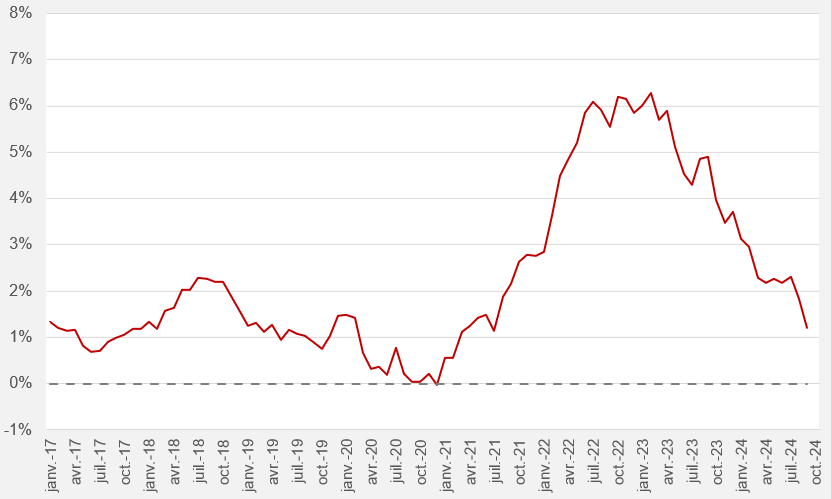 8%
7%
6%
5%
4%
3%
2%
1%
0%
-1%
janv.-17
avr.-17
juil.-17
oct.-17
janv.-18
avr.-18
juil.-18
oct.-18
janv.-19
avr.-19
juil.-19
oct.-19
janv.-20
avr.-20
juil.-20
oct.-20
janv.-21
avr.-21
juil.-21
oct.-21
janv.-22
avr.-22
juil.-22
oct.-22
janv.-23
avr.-23
juil.-23
oct.-23
janv.-24
avr.-24
juil.-24
oct.-24